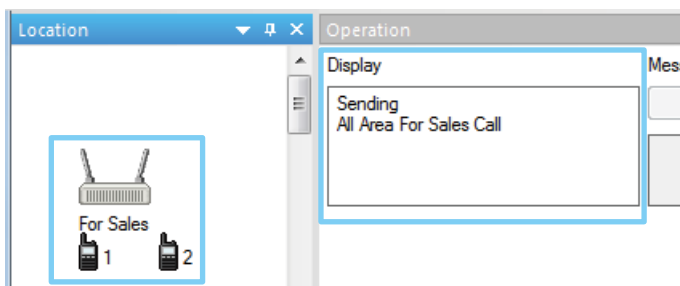 Location
Operation
Display
Sending
All Area For Sales Call
For Sales
1
2